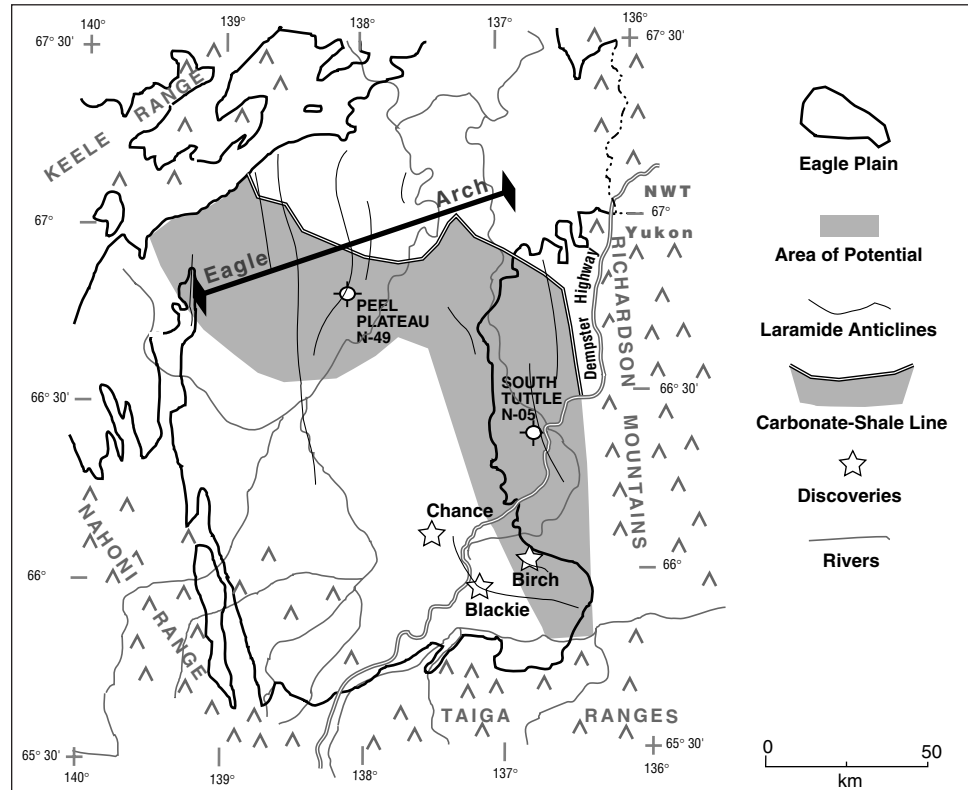 140°
139°
138°
137°
136°
67° 30'
67° 30'
KEELE RANGE
NWT
67°
67°
Yukon
Eagle Arch
PEEL
PLATEAU
N-49
Dempster Highway
RICHARDSON MOUNTAINS
66° 30'
66° 30'
SOUTH
TUTTLE
N-05
Chance
NAHONI RANGE
66°
66°
Birch
Blackie
TAIGA RANGES
65° 30'
65° 30'
140°
139°
138°
137°
136°
Eagle Plain
Area of Potential
Laramide Anticlines
Carbonate-Shale Line
Discoveries
Rivers
0 50
km